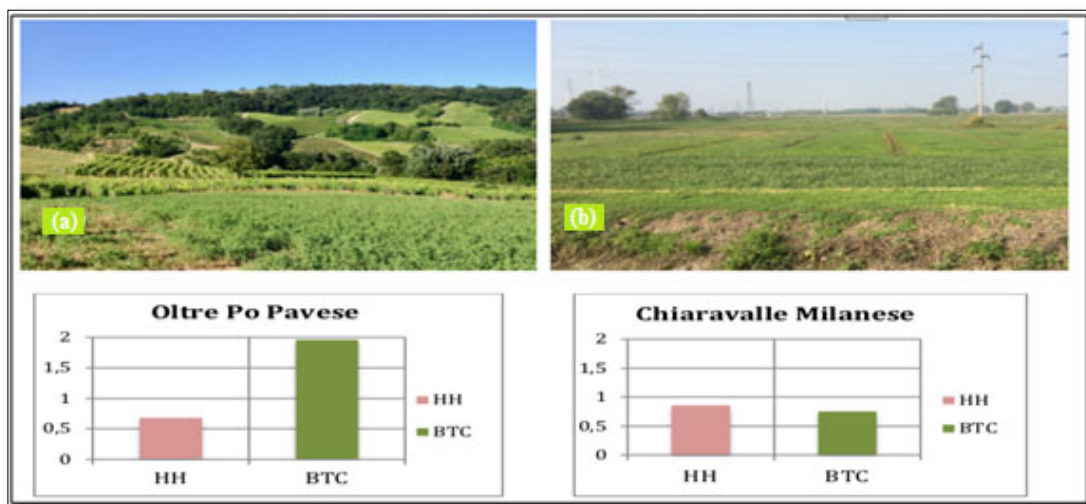 (a)
(b)
Oltre Po Pavese
2
1,5
1
0,5
0
HH
BTC
HH
BTC
Chiaravalle Milanese
2
1,5
1
0,5
0
HH
BTC
HH
BTC